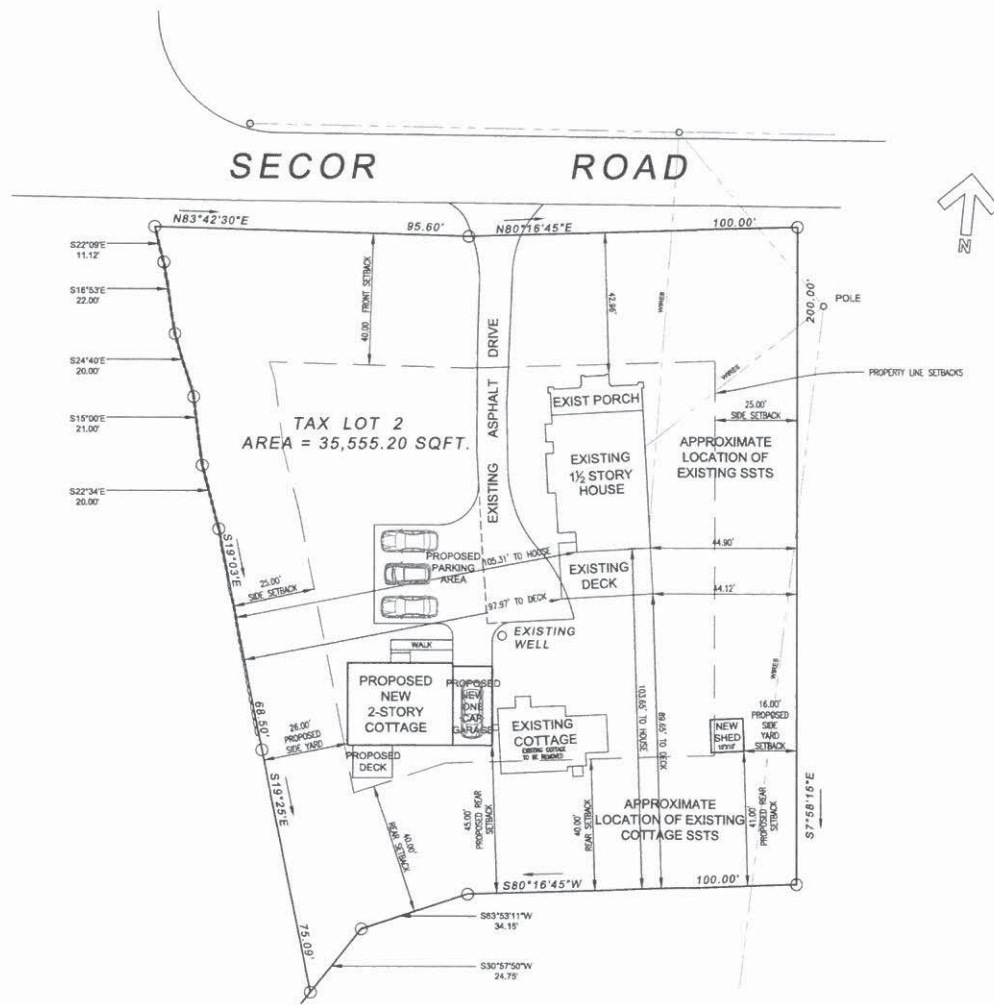 SECOR ROAD
N83°42'30"E
95.60'
N80°16'45"E
100.00'
N
S22°09'E
11.12'
S16°53'E
22.00'
S24°40'E
20.00'
S15°00'E
21.00'
S22°34'E
20.00'
S19°03'E
68.50'
S19°25'E
75.09'
40.00 FRONT SETBACK
42.96'
WIRES
200.00'
POLE
WIRES
PROPERTY LINE SETBACKS
25.00'
SIDE SETBACK
EXISTING ASPHALT DRIVE
TAX LOT 2
AREA = 35,555.20 SQFT.
EXIST PORCH
EXISTING
1½ STORY
HOUSE
APPROXIMATE
LOCATION OF
EXISTING SSTS
PROPOSED
PARKING
AREA
105.31' TO HOUSE
EXISTING
DECK
44.90'
25.00'
SIDE SETBACK
97.97' TO DECK
44.12'
EXISTING
WELL
WALK
WIRES
PROPOSED
NEW
2-STORY
COTTAGE
PROPOSED
NEW
ONE
CAR
GARAGE
EXISTING
COTTAGE
EXISTING COTTAGE
TO BE REMOVED
103.65' TO HOUSE
89.65' TO DECK
NEW
SHED
16.00'
PROPOSED
SIDE
YARD
SETBACK
26.00'
PROPOSED
SIDE YARD
PROPOSED
DECK
40.00'
REAR SETBACK
45.00'
PROPOSED REAR
SETBACK
40.00'
REAR SETBACK
APPROXIMATE
LOCATION OF EXISTING
COTTAGE SSTS
41.00'
PROPOSED REAR
SETBACK
S7°58'15"E
S80°16'45"W
100.00'
S63°53'11"W
34.15'
S30°57'50"W
24.75'